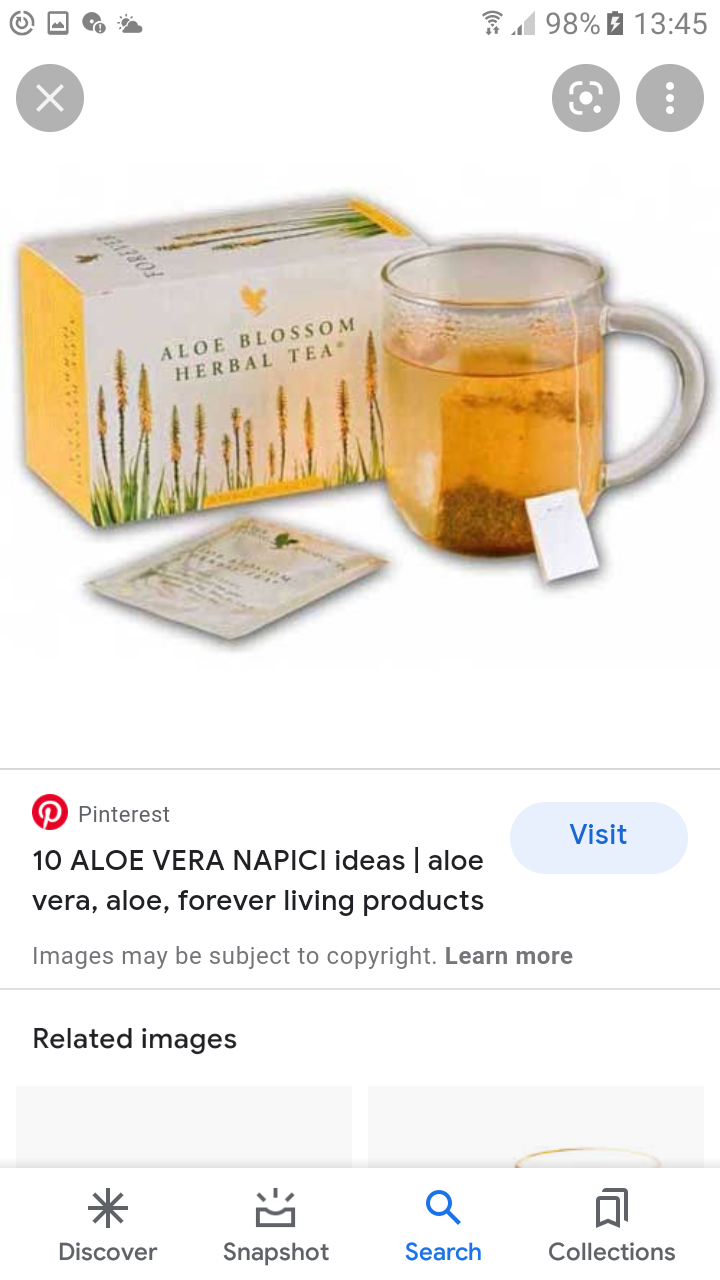 98% 13:45
FOREVER
ALOE BLOSSOM
HERBAL TEA®
Pinterest
Visit
10 ALOE VERA NAPICI ideas | aloe
vera, aloe, forever living products
Images may be subject to copyright. Learn more
Related images
Discover
Snapshot
Search
Collections